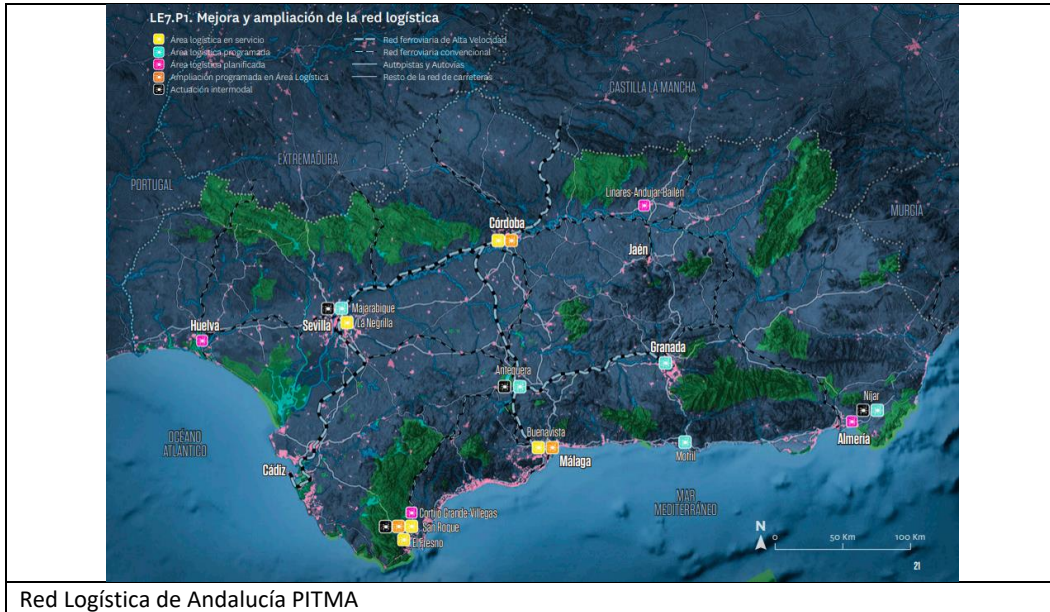 LE7.P1. Mejora y ampliación de la red logística
Área logística en servicio
Área logística programada
Área logística planificada
Ampliación programada en Área Logística
Actuación intermodal
Red ferroviaria de Alta Velocidad
Red ferroviaria convencional
Autopistas y Autovías
Resto de la red de carreteras
CASTILLA LA MANCHA
EXTREMADURA
PORTUGAL
Linares-Andujar-Bailén
MURCIA
Córdoba
Jaén
Majarabique
Huelva
Sevilla
La Negrilla
Granada
Antequera
Níjar
Buenavista
Almería
OCÉANO
ATLÁNTICO
Motril
Málaga
Cádiz
MAR
MEDITERRÁNEO
Cortijo Grande-Villegas
San Roque
El Fresno
N
0 50 Km 100 Km
21
Red Logística de Andalucía PITMA